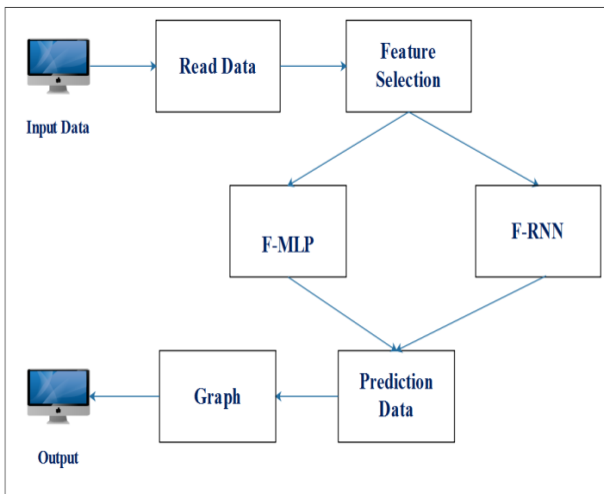 Input Data
Read Data
Feature
Selection
F-MLP
F-RNN
Prediction
Data
Graph
Output